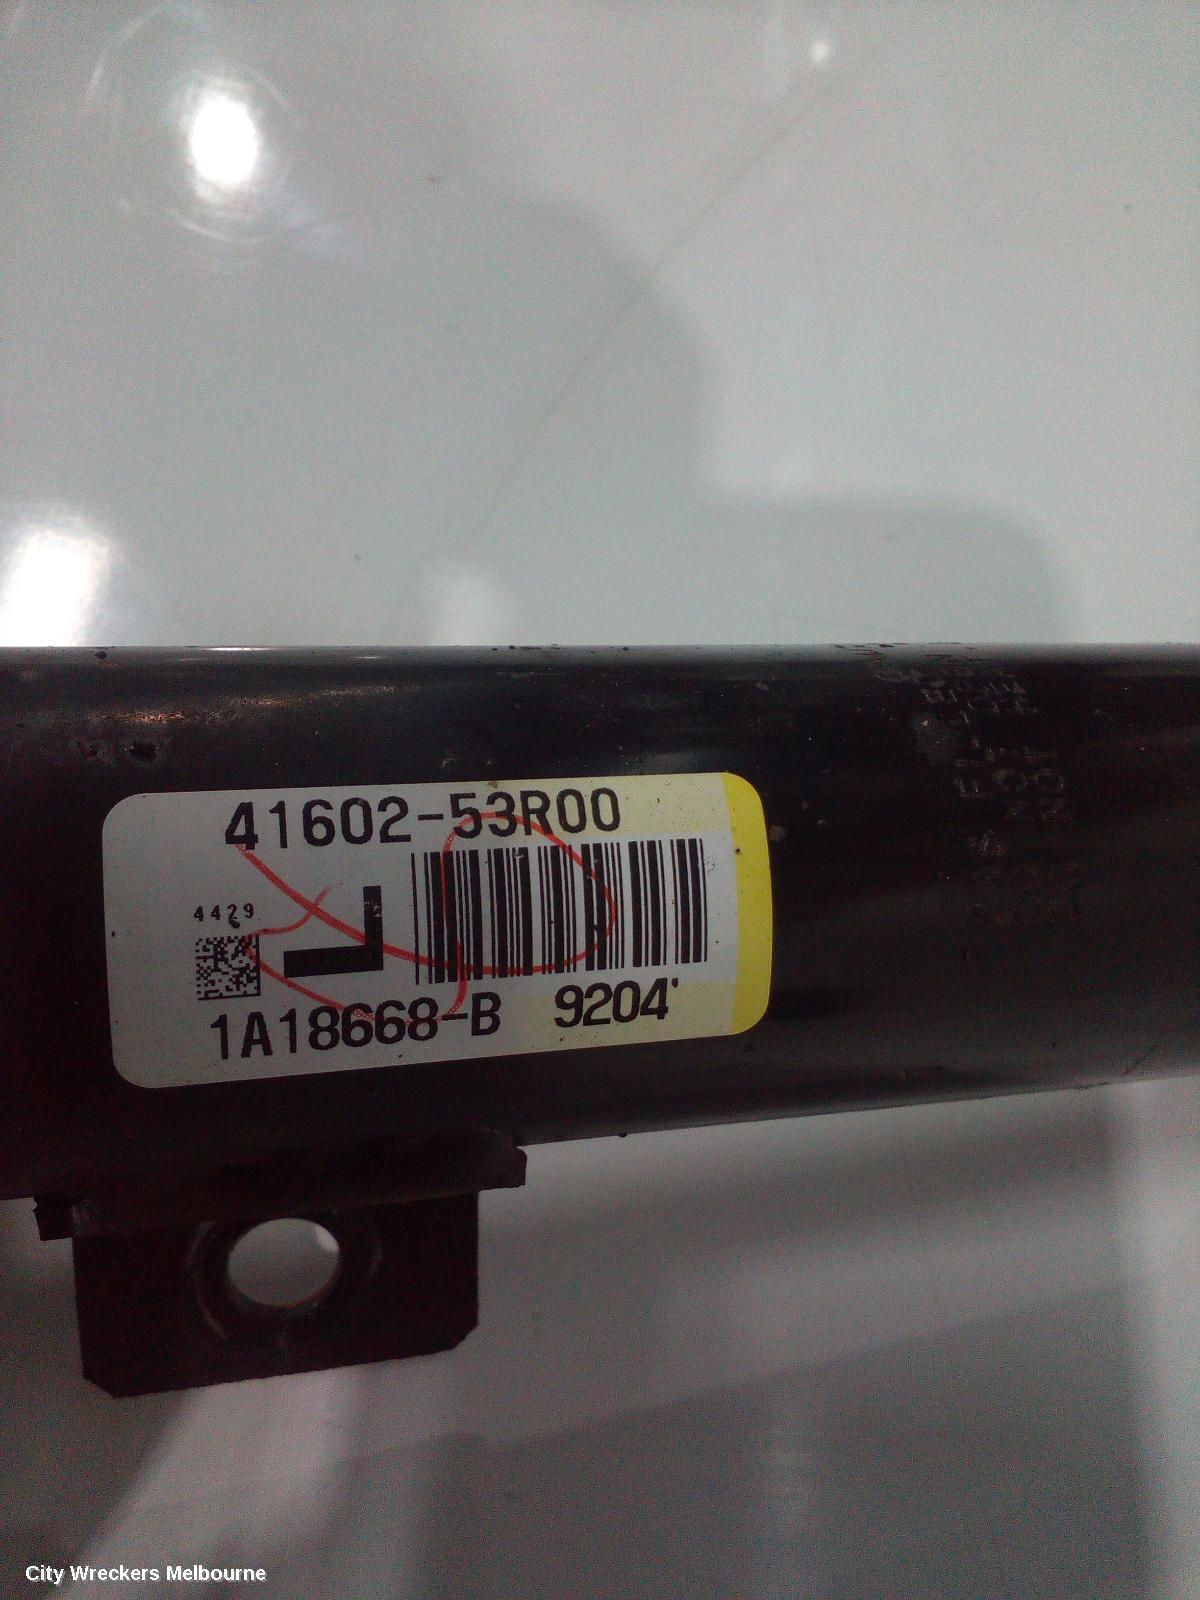 41602-53R00
4429
L
1A18668-B 9204
City Wreckers Melbourne